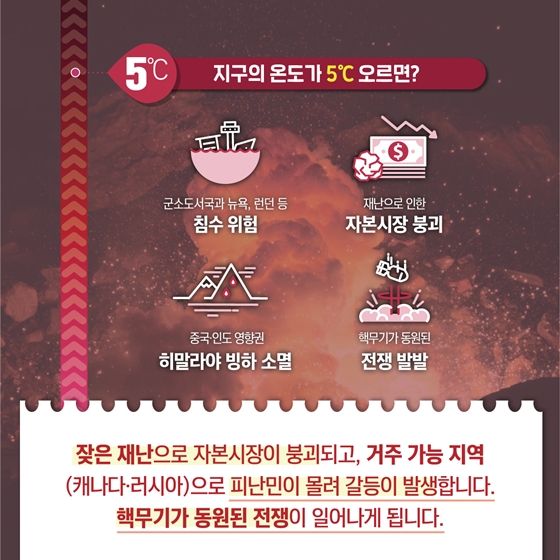 5℃
지구의 온도가 5℃ 오르면?
군소도서국과 뉴욕, 런던 등
침수 위험
$
재난으로 인한
자본시장 붕괴
중국·인도 영향권
히말라야 빙하 소멸
핵무기가 동원된
전쟁 발발
잦은 재난으로 자본시장이 붕괴되고, 거주 가능 지역
(캐나다·러시아)으로 피난민이 몰려 갈등이 발생합니다.
핵무기가 동원된 전쟁이 일어나게 됩니다.